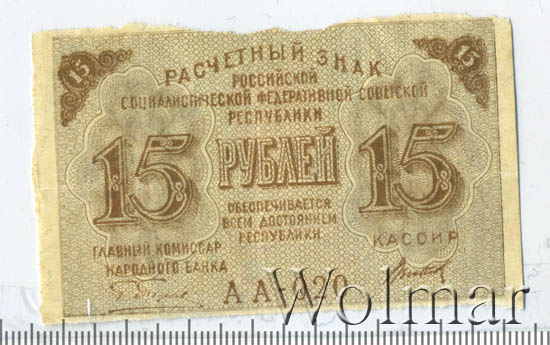 15 15
РАСЧЕТНЫЙ ЗНАК
РОССИЙСКОЙ
СОЦИАЛИСТИЧЕСКОЙ ФЕДЕРАТИВНОЙ СОВЕТСКОЙ
РЕСПУБЛИКИ
15 РУБЛЕЙ 15
ОБЕСПЕЧИВАЕТСЯ
ВСЕМ ДОСТОЯНИЕМ
РЕСПУБЛИКИ
ГЛАВНЫЙ КОМИССАР
НАРОДНОГО БАНКА
КАССИР
Wolmar